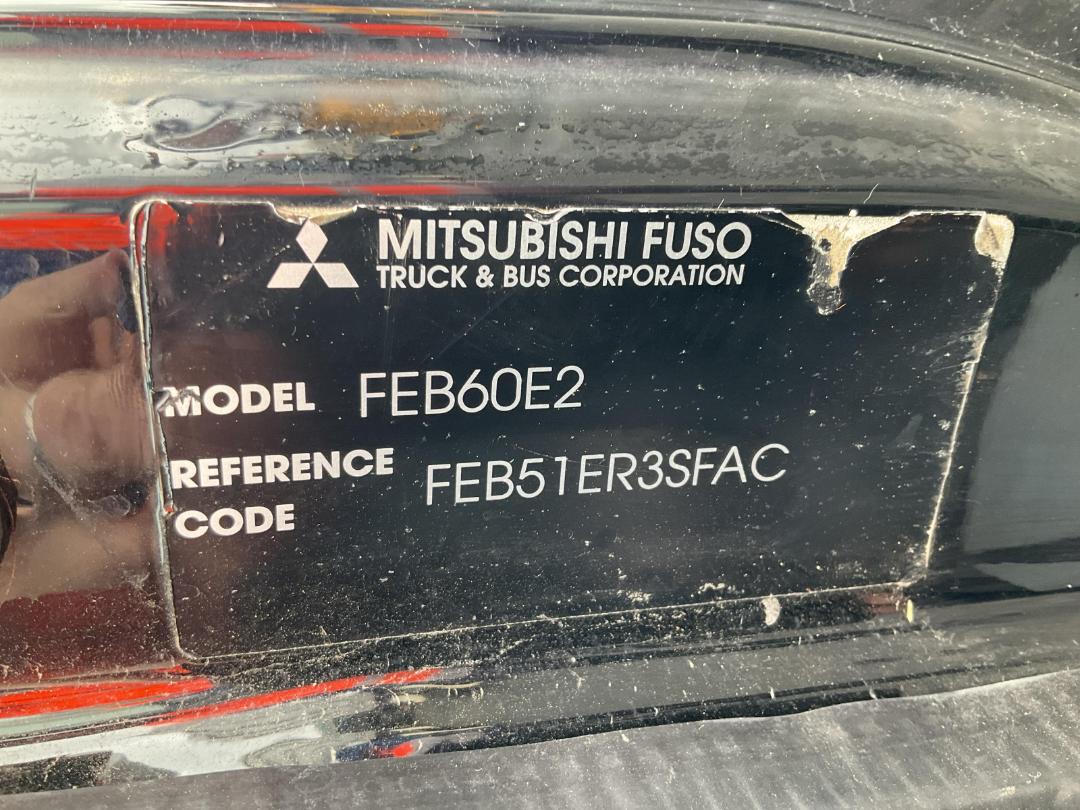 MITSUBISHI FUSO
TRUCK & BUS CORPORATION
MODEL FEB60E2
REFERENCE CODE FEB51ER3SFAC